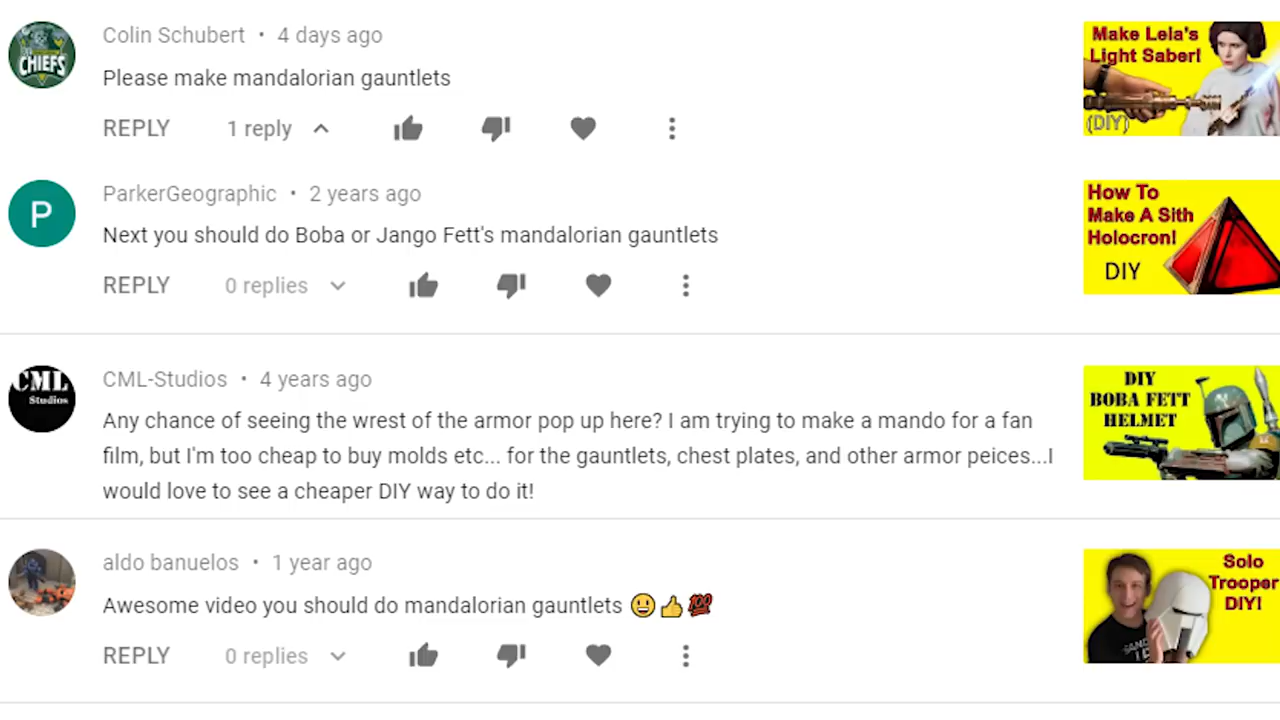 CHIEFS
Colin Schubert • 4 days ago
Please make mandalorian gauntlets
REPLY 1 reply
Make Leia's
Light Saber!
(DIY)
P
ParkerGeographic • 2 years ago
Next you should do Boba or Jango Fett's mandalorian gauntlets
REPLY 0 replies
How To
Make A Sith
Holocron!
DIY
CML
Studios
CML-Studios • 4 years ago
Any chance of seeing the wrest of the armor pop up here? I am trying to make a mando for a fan
film, but I'm too cheap to buy molds etc... for the gauntlets, chest plates, and other armor peices...I
would love to see a cheaper DIY way to do it!
DIY
BOBA FETT
HELMET
aldo banuelos • 1 year ago
Awesome video you should do mandalorian gauntlets 😀👍💯
REPLY 0 replies
Solo
Trooper
DIY!